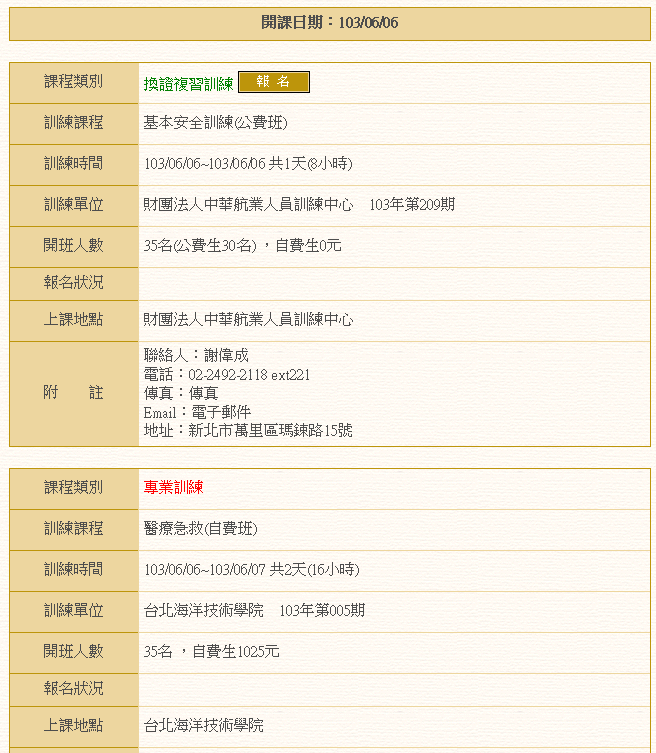 開課日期：103/06/06
課程類別 換證複習訓練 報名
訓練課程 基本安全訓練(公費班)
訓練時間 103/06/06~103/06/06 共1天(8小時)
訓練單位 財團法人中華航業人員訓練中心 103年第209期
開班人數 35名(公費生30名) ，自費生0元
報名狀況
上課地點 財團法人中華航業人員訓練中心
聯絡人：謝偉成
電話：02-2492-2118 ext221
附 註 傳真：傳真
Email：電子郵件
地址：新北市萬里區瑪鋉路15號
課程類別 專業訓練
訓練課程 醫療急救(自費班)
訓練時間 103/06/06~103/06/07 共2天(16小時)
訓練單位 台北海洋技術學院 103年第005期
開班人數 35名 ，自費生1025元
報名狀況
上課地點 台北海洋技術學院